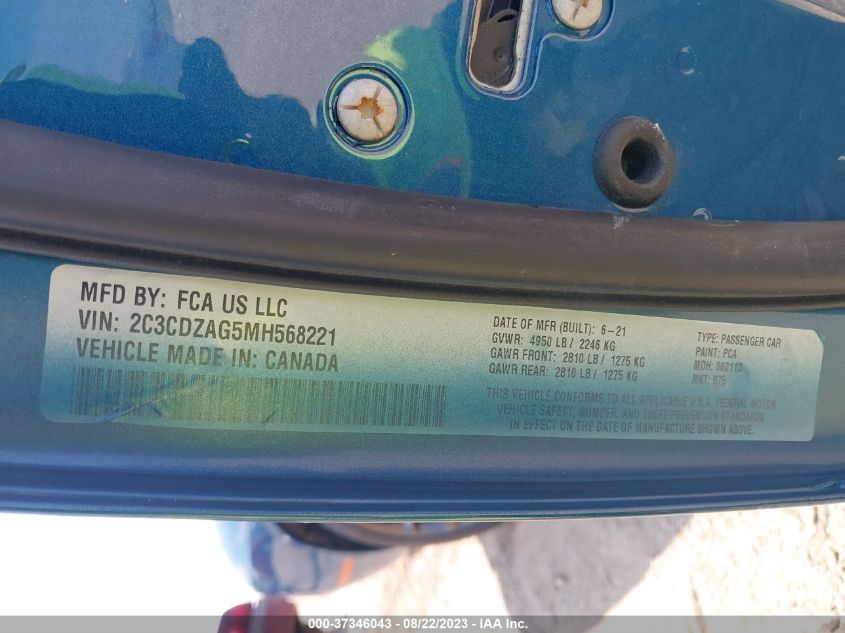 MFD BY: FCA US LLC
VIN: 2C3CDZAG5MH568221
VEHICLE MADE IN: CANADA
DATE OF MFR (BUILT): 6-21
GVWR: 4950 LB / 2246 KG
GAWR FRONT: 2810 LB / 1275 KG
GAWR REAR: 2810 LB / 1275 KG
TYPE: PASSENGER CAR
PAINT: PCA
MDH: 060113
MKT: 875
THIS VEHICLE CONFORMS TO ALL APPLICABLE U.S.A. FEDERAL MOTOR
VEHICLE SAFETY, BUMPER, AND THEFT PREVENTION STANDARDS
IN EFFECT ON THE DATE OF MANUFACTURE SHOWN ABOVE.
000-37346043 - 08/22/2023 - IAA Inc.